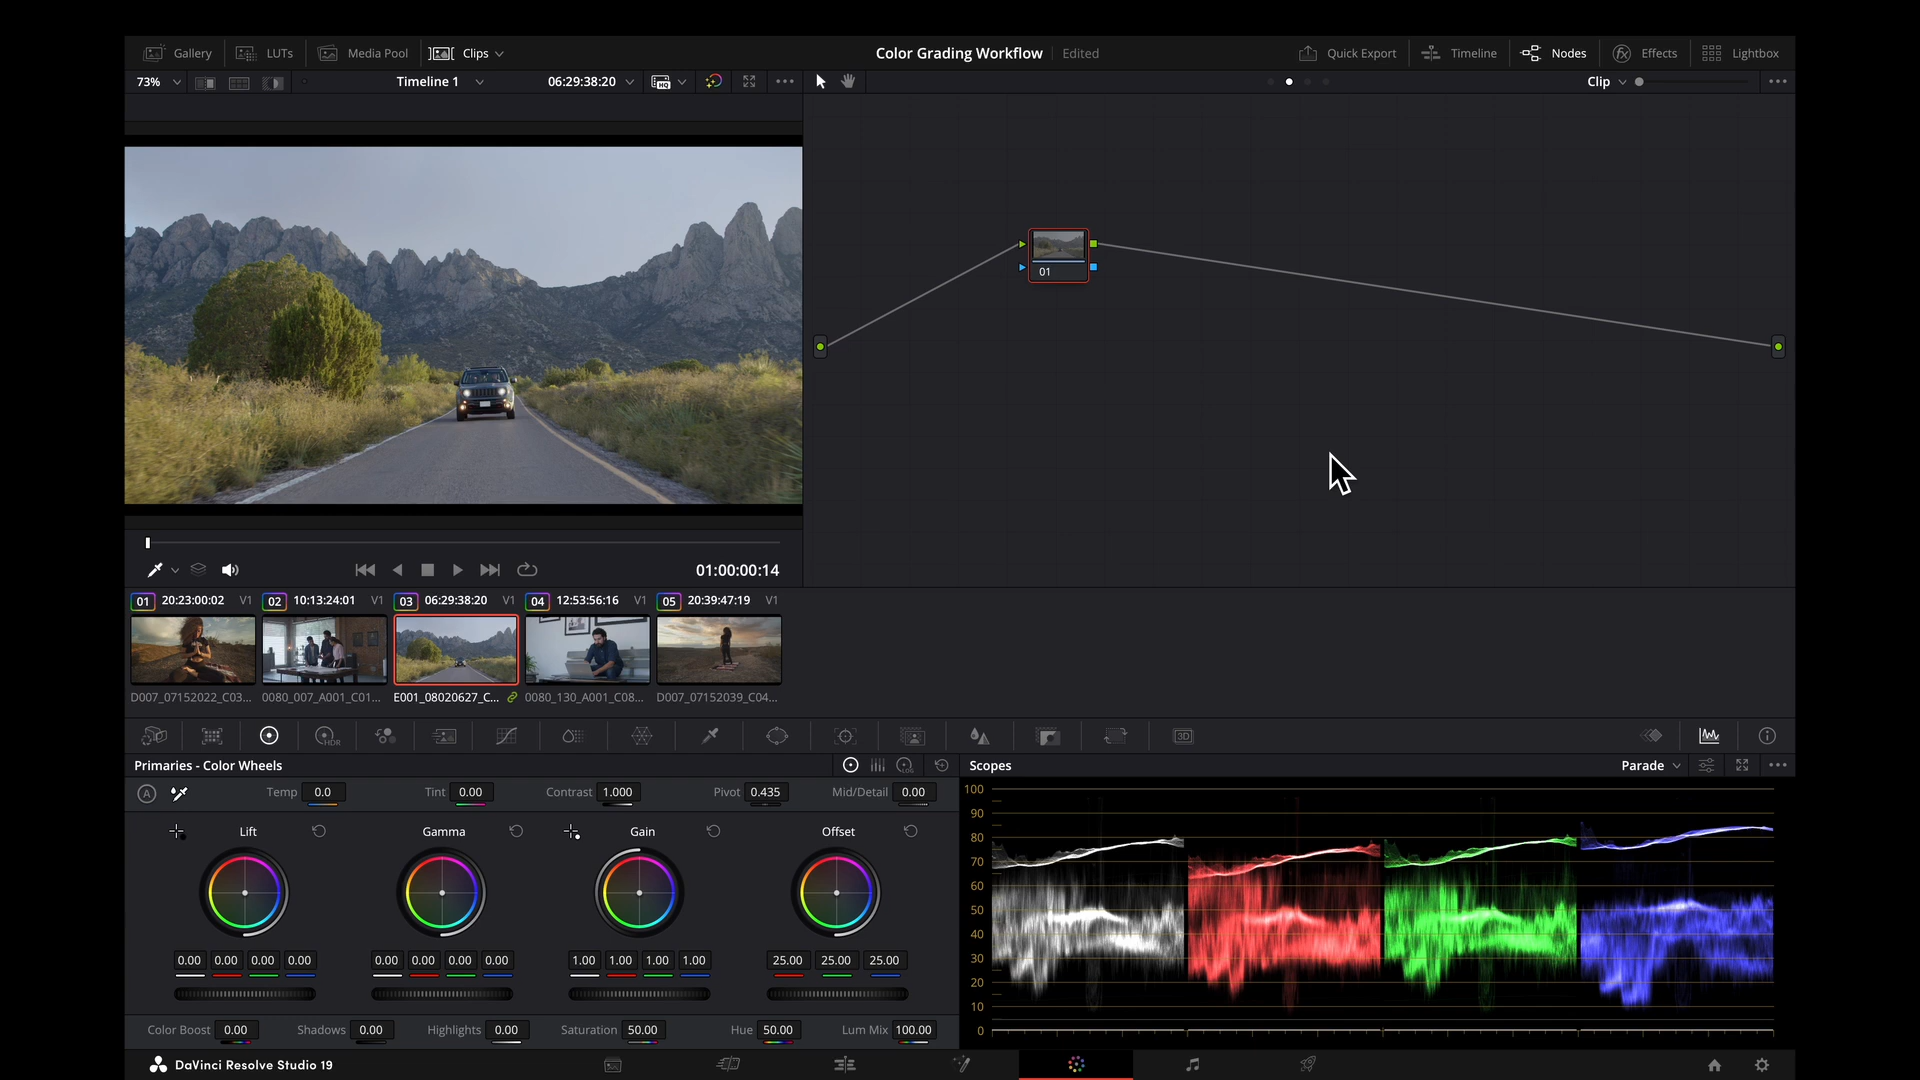 Gallery LUTs Media Pool Clips Color Grading Workflow Edited Quick Export Timeline Nodes Effects Lightbox
73% Timeline 1 06:29:38:20 HQ Clip
01
01:00:00:14
01 20:23:00:02 V1 02 10:13:24:01 V1 03 06:29:38:20 V1 04 12:53:56:16 V1 05 20:39:47:19 V1
D007_07152022_C03... 0080_007_A001_C01... E001_08020627_C... 0080_130_A001_C08... D007_07152039_C04...
HDR 3D
Primaries - Color Wheels LOG Scopes Parade
A Temp 0.0 Tint 0.00 Contrast 1.000 Pivot 0.435 Mid/Detail 0.00
Lift Gamma Gain Offset
0.00 0.00 0.00 0.00 0.00 0.00 0.00 0.00 1.00 1.00 1.00 1.00 25.00 25.00 25.00
Color Boost 0.00 Shadows 0.00 Highlights 0.00 Saturation 50.00 Hue 50.00 Lum Mix 100.00
100
90
80
70
60
50
40
30
20
10
0
DaVinci Resolve Studio 19